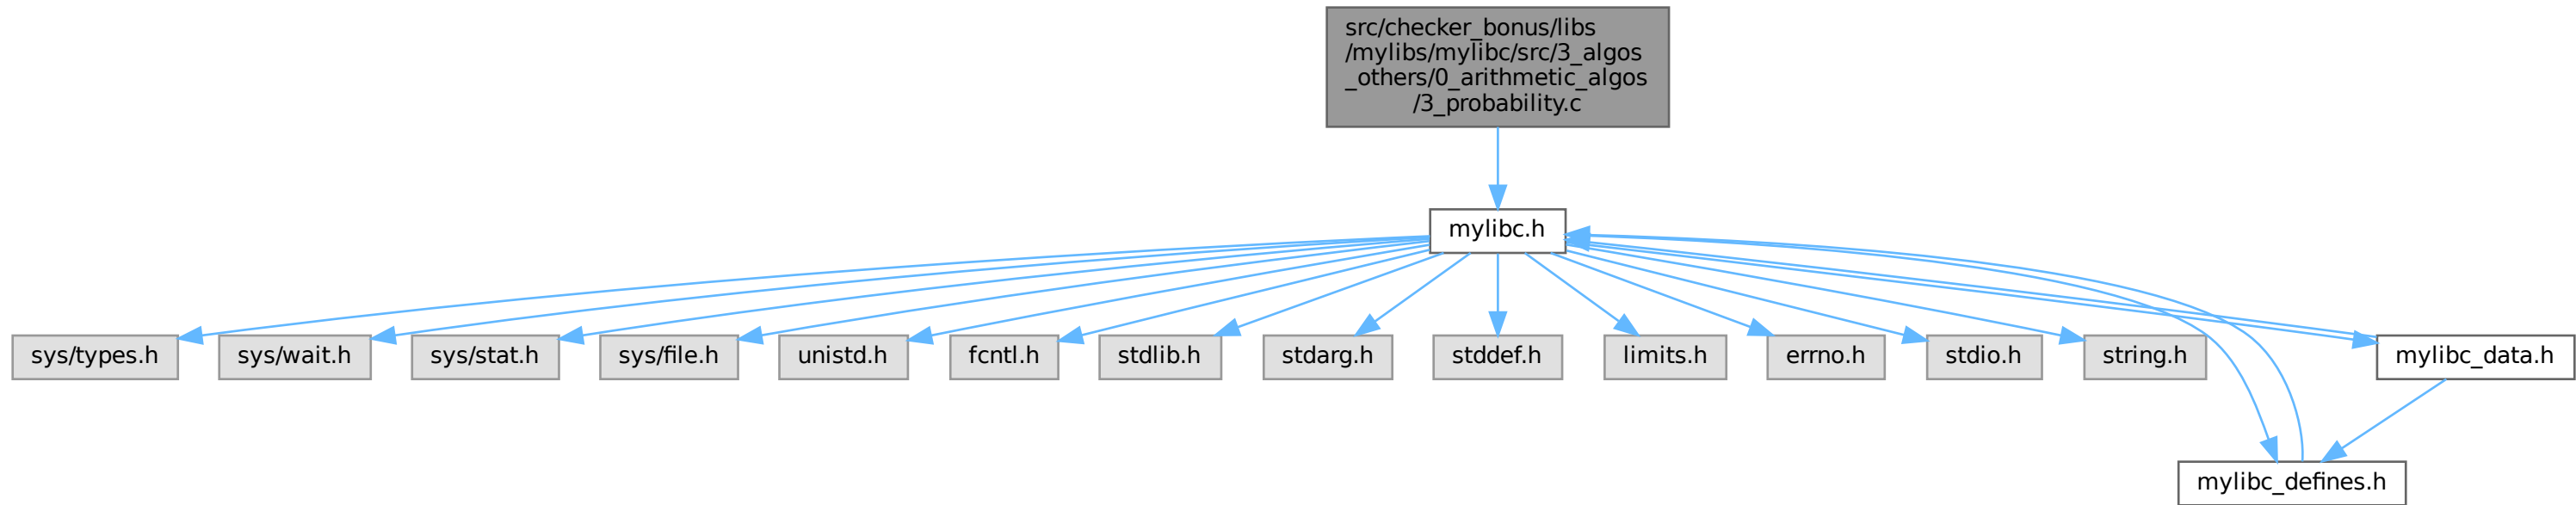 src/checker_bonus/libs
/mylibs/mylibc/src/3_algos
_others/0_arithmetic_algos
/3_probability.c
mylibc.h
sys/types.h
sys/wait.h
sys/stat.h
sys/file.h
unistd.h
fcntl.h
stdlib.h
stdarg.h
stddef.h
limits.h
errno.h
stdio.h
string.h
mylibc_data.h
mylibc_defines.h